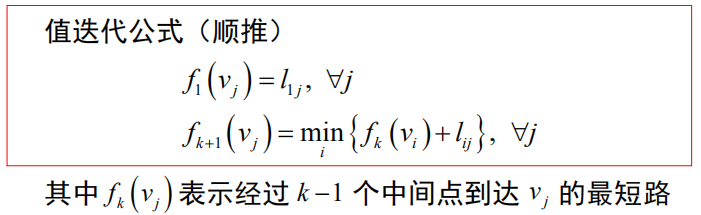 值迭代公式（顺推）
f₁(vⱼ)=l₁ⱼ, ∀j
fₖ₊₁(vⱼ)=min{fₖ(vᵢ)+lᵢⱼ}, ∀j
i
其中 fₖ(vⱼ) 表示经过 k−1 个中间点到达 vⱼ 的最短路